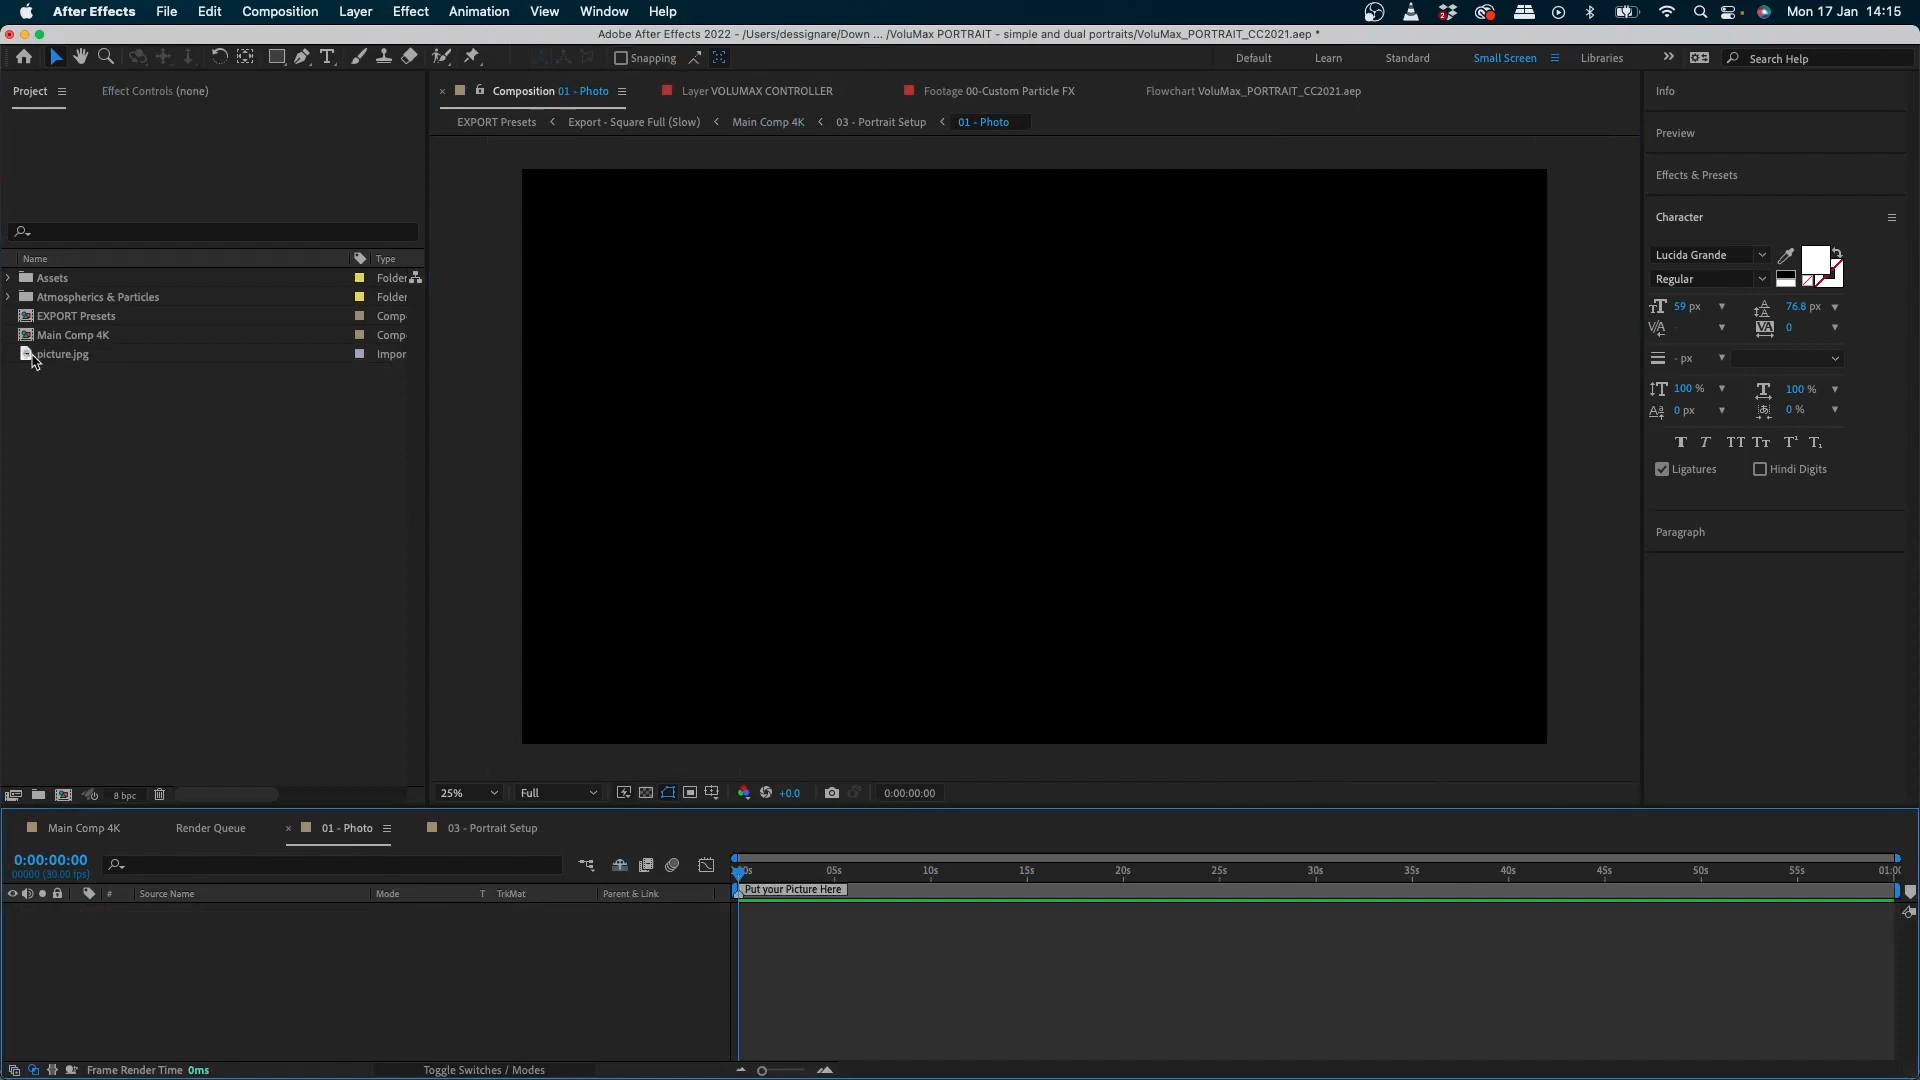 After Effects File Edit Composition Layer Effect Animation View Window Help Mon 17 Jan 14:15
Adobe After Effects 2022 - /Users/dessignare/Down ... /VoluMax PORTRAIT - simple and dual portraits/VoluMax_PORTRAIT_CC2021.aep *
Snapping Default Learn Standard Small Screen Libraries Search Help
Project Effect Controls (none)
Composition 01 - Photo Layer VOLUMAX CONTROLLER Footage 00-Custom Particle FX Flowchart VoluMax_PORTRAIT_CC2021.aep
EXPORT Presets Export - Square Full (Slow) Main Comp 4K 03 - Portrait Setup 01 - Photo
Name Type
Assets Folder
Atmospherics & Particles Folder
EXPORT Presets Comp
Main Comp 4K Comp
picture.jpg Impor
8 bpc
25% Full +0.0 0:00:00:00
Info
Preview
Effects & Presets
Character
Lucida Grande
Regular
59 px 76.8 px
0
- px
100 % 100 %
0 px 0 %
T T TT Tt T¹ T₁
Ligatures Hindi Digits
Paragraph
Main Comp 4K Render Queue 01 - Photo 03 - Portrait Setup
0:00:00:00
00000 (30.00 fps)
05s 10s 15s 20s 25s 30s 35s 40s 45s 50s 55s 01:0
# Source Name Mode T TrkMat Parent & Link
Put your Picture Here
Frame Render Time 0ms Toggle Switches / Modes